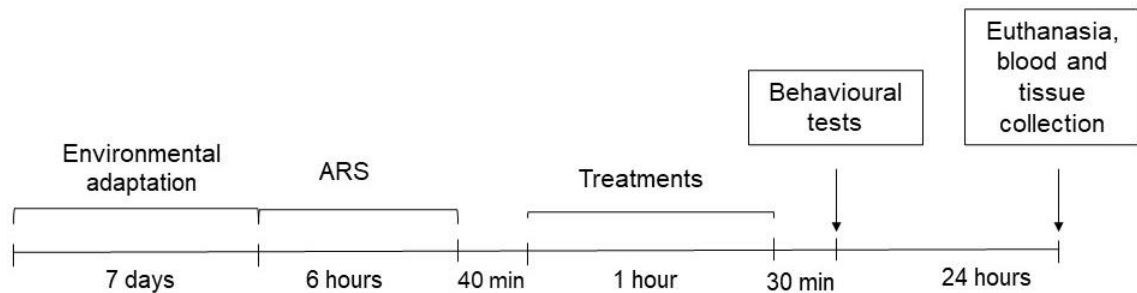 Euthanasia,
blood and
tissue
collection
Behavioural
tests
Environmental
adaptation
ARS
Treatments
7 days
6 hours
40 min
1 hour
30 min
24 hours